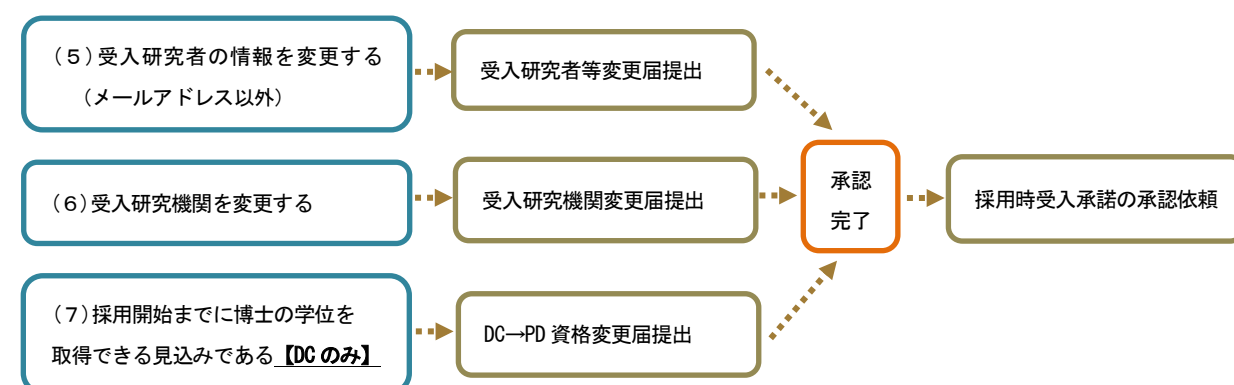 (５)受入研究者の情報を変更する
(メールアドレス以外)
受入研究者等変更届提出
(６)受入研究機関を変更する
受入研究機関変更届提出
(７)採用開始までに博士の学位を
取得できる見込みである【DCのみ】
DC→PD 資格変更届提出
承認
完了
採用時受入承諾の承認依頼